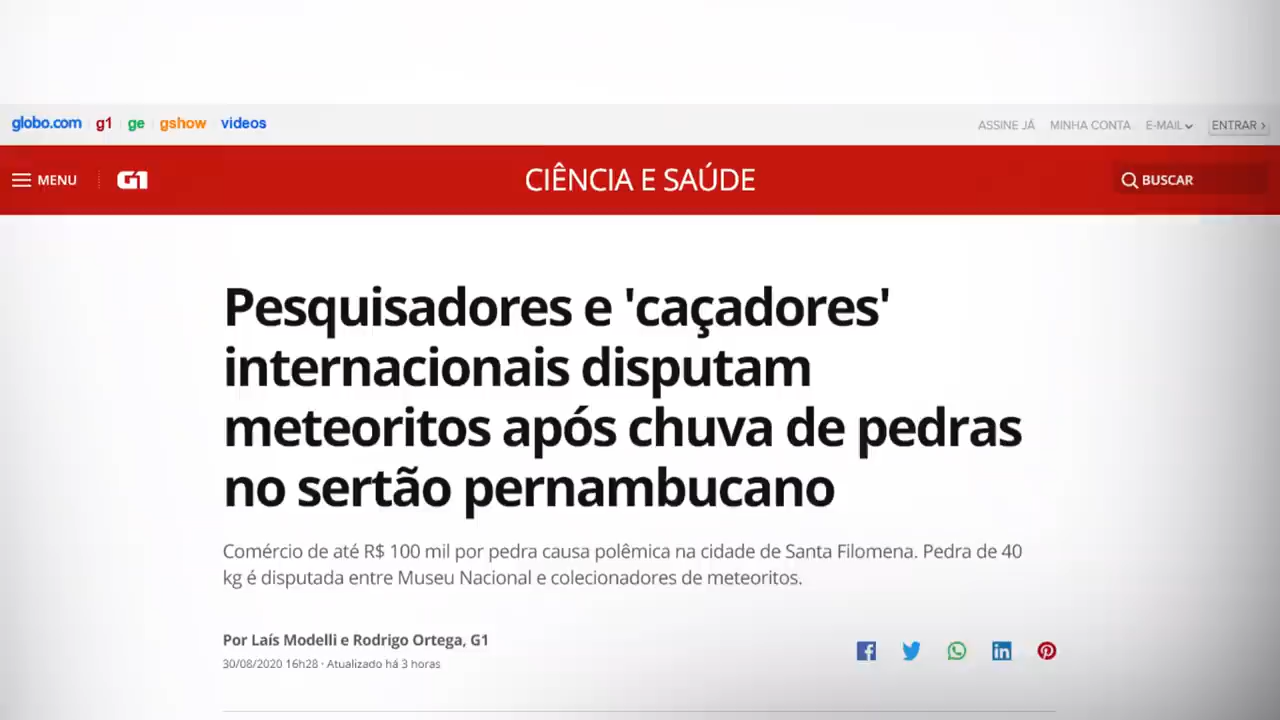 globo.com g1 ge gshow videos
ASSINE JÁ MINHA CONTA E-MAIL ENTRAR ›
MENU G1 CIÊNCIA E SAÚDE BUSCAR
Pesquisadores e 'caçadores'
internacionais disputam
meteoritos após chuva de pedras
no sertão pernambucano
Comércio de até R$ 100 mil por pedra causa polêmica na cidade de Santa Filomena. Pedra de 40
kg é disputada entre Museu Nacional e colecionadores de meteoritos.
Por Laís Modelli e Rodrigo Ortega, G1
30/08/2020 16h28 · Atualizado há 3 horas